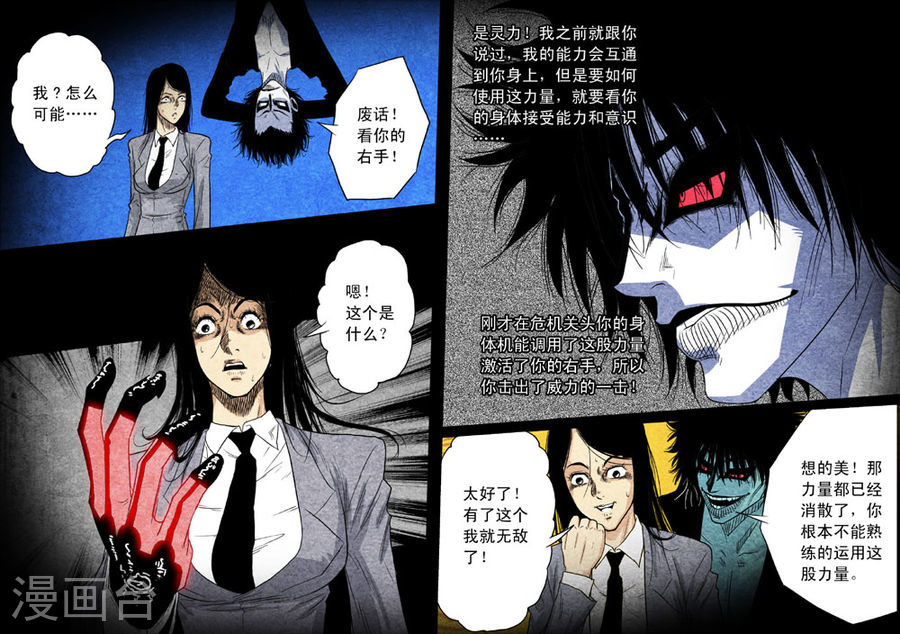 我？怎么
可能……
废话！
看你的
右手！
嗯！
这个是
什么？
是灵力！我之前就跟你
说过，我的能力会互通
到你身上，但是要如何
使用这力量，就要看你
的身体接受能力和意识
……
刚才在危机关头你的身
体机能调用了这股力量
激活了你的右手，所以
你击出了威力的一击！
太好了！
有了这个
我就无敌
了！
想的美！那
力量都已经
消散了，你
根本不能熟
练的运用这
股力量。
漫画台